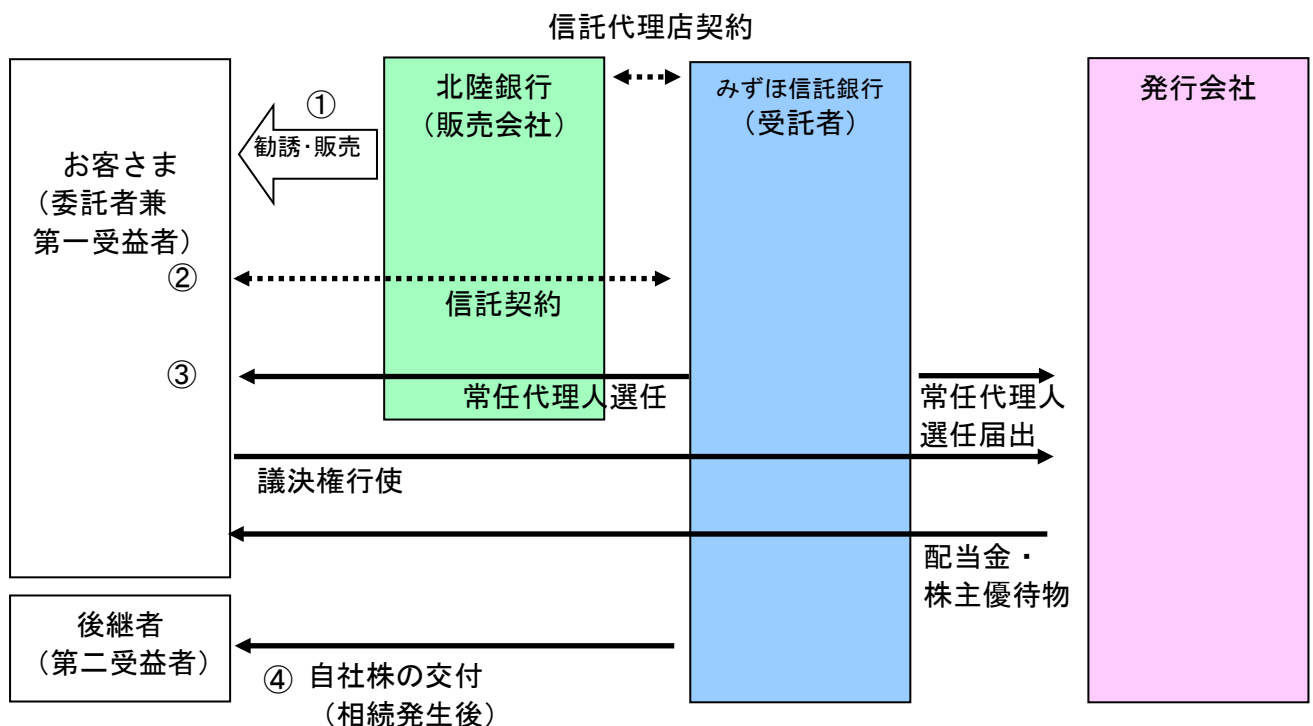 信託代理店契約
北陸銀行
（販売会社）
みずほ信託銀行
（受託者）
発行会社
①
勧誘・販売
お客さま
（委託者兼
第一受益者）
②
信託契約
③
常任代理人選任
常任代理人
選任届出
議決権行使
配当金・
株主優待物
後継者
（第二受益者）
④ 自社株の交付
（相続発生後）